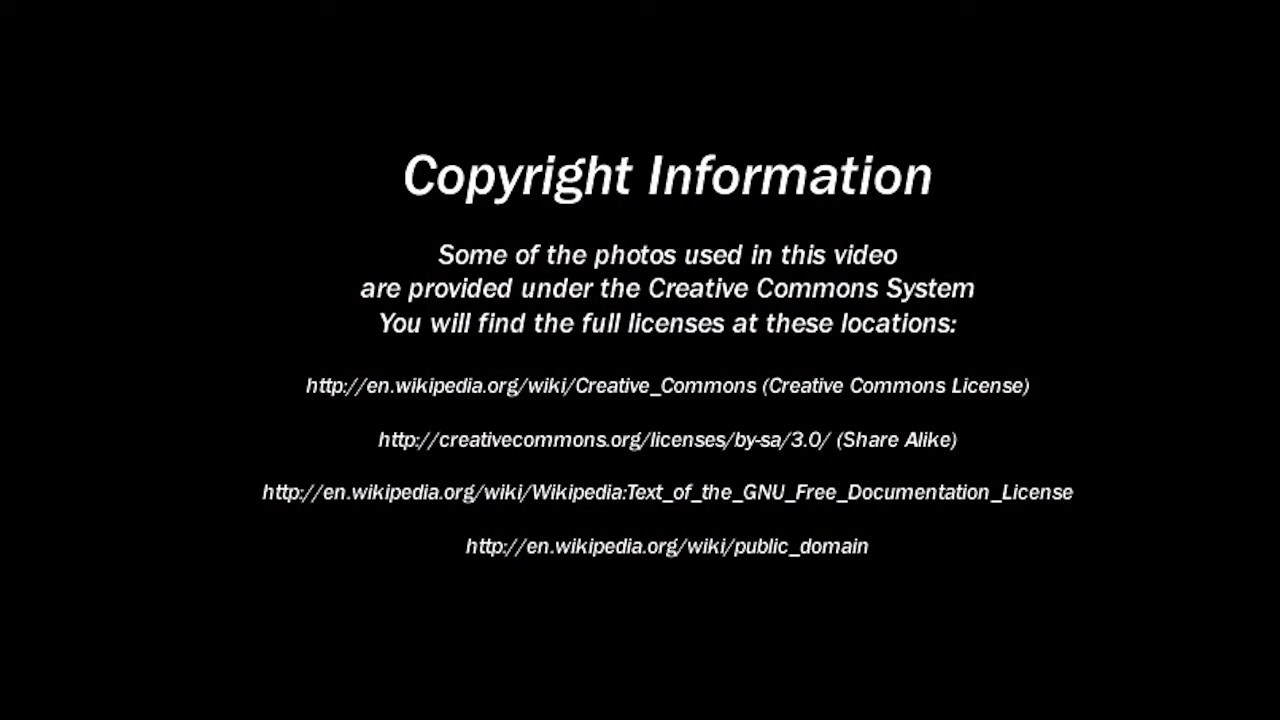 Copyright Information
Some of the photos used in this video
are provided under the Creative Commons System
You will find the full licenses at these locations:
http://en.wikipedia.org/wiki/Creative_Commons (Creative Commons License)
http://creativecommons.org/licenses/by-sa/3.0/ (Share Alike)
http://en.wikipedia.org/wiki/Wikipedia:Text_of_the_GNU_Free_Documentation_License
http://en.wikipedia.org/wiki/public_domain